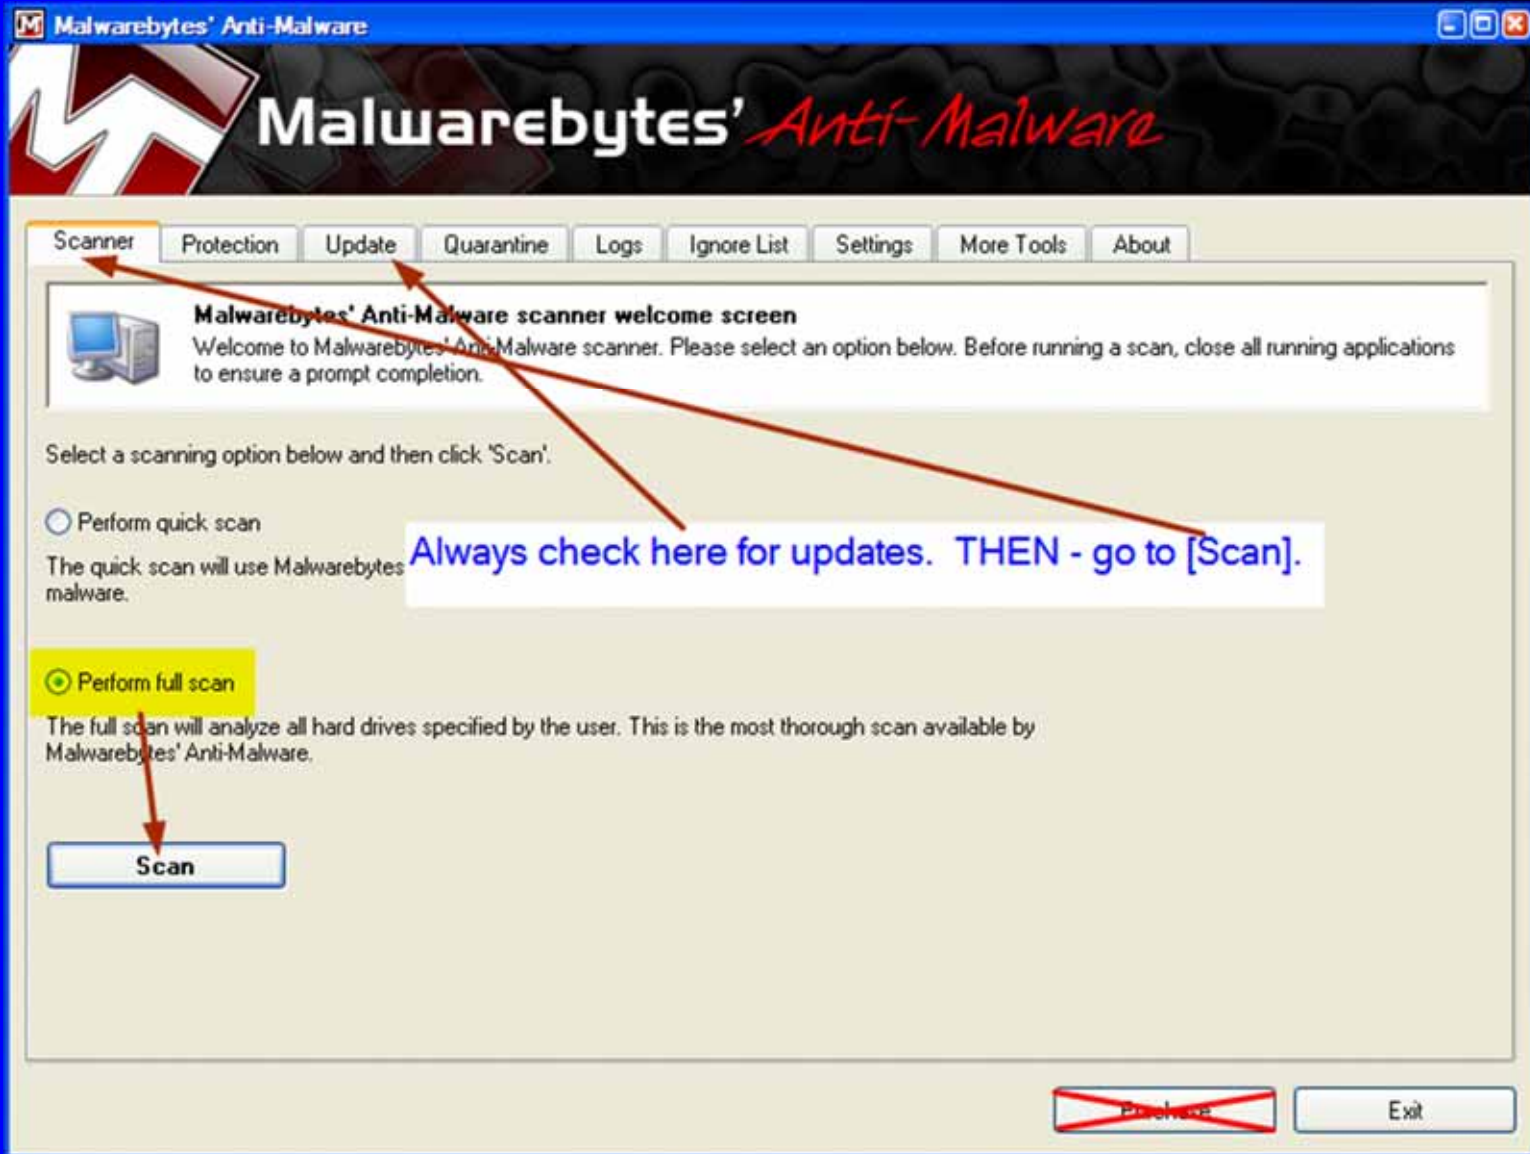 Malwarebytes' Anti-Malware
Malwarebytes' Anti-Malware
Scanner Protection Update Quarantine Logs Ignore List Settings More Tools About
Malwarebytes' Anti-Malware scanner welcome screen
Welcome to Malwarebytes' Anti-Malware scanner. Please select an option below. Before running a scan, close all running applications
to ensure a prompt completion.
Select a scanning option below and then click 'Scan'.
Perform quick scan
Always check here for updates. THEN - go to [Scan].
The quick scan will use Malwarebytes
malware.
Perform full scan
The full scan will analyze all hard drives specified by the user. This is the most thorough scan available by
Malwarebytes' Anti-Malware.
Scan
Purchase Exit